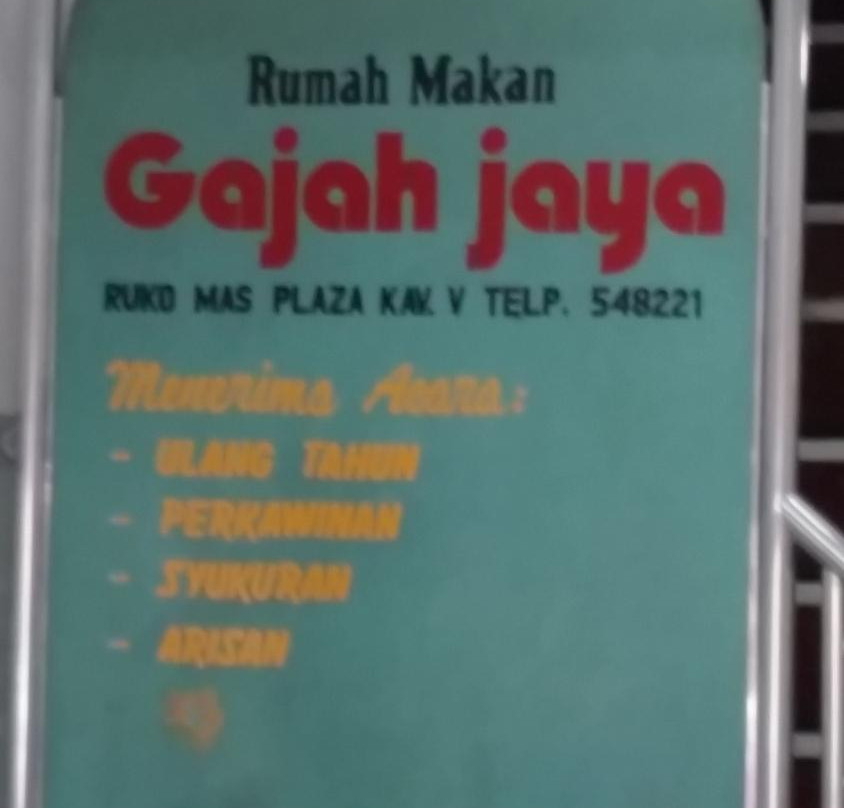 Rumah Makan
Gajah jaya
RUKO MAS PLAZA KAV. V TELP. 548221
Menerima Acara:
- ULANG TAHUN
- PERKAWINAN
- SYUKURAN
- ARISAN